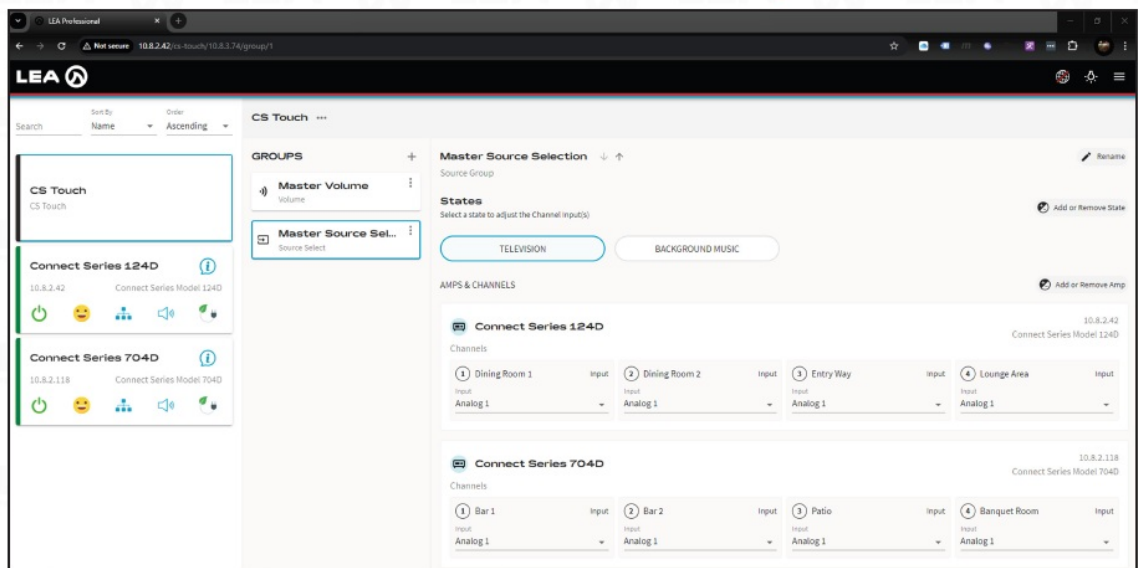 LEA Professional
Not secure 10.8.2.42/cs-touch/10.8.3.74/group/1
LEA
Search
Sort By
Name
Order
Ascending
CS Touch
CS Touch
Connect Series 124D
10.8.2.42 Connect Series Model 124D
Connect Series 704D
10.8.2.118 Connect Series Model 704D
CS Touch ...
GROUPS +
Master Volume
Volume
Master Source Sel...
Source Select
Master Source Selection
Source Group
Rename
States
Select a state to adjust the Channel Input(s)
Add or Remove State
TELEVISION BACKGROUND MUSIC
AMPS & CHANNELS Add or Remove Amp
Connect Series 124D
10.8.2.42
Connect Series Model 124D
Channels
1 Dining Room 1 Input 2 Dining Room 2 Input 3 Entry Way Input 4 Lounge Area Input
Input Input Input Input
Analog 1 Analog 1 Analog 1 Analog 1
Connect Series 704D
10.8.2.118
Connect Series Model 704D
Channels
1 Bar 1 Input 2 Bar 2 Input 3 Patio Input 4 Banquet Room Input
Input Input Input Input
Analog 1 Analog 1 Analog 1 Analog 1